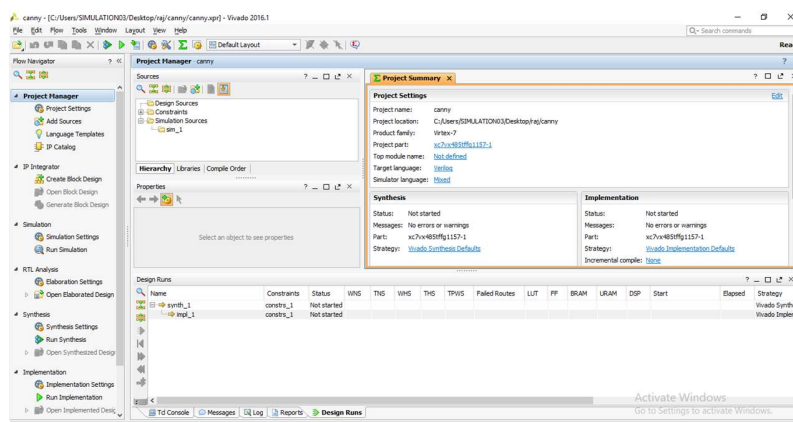 canny - [C:/Users/SIMULATION03/Desktop/raj/canny/canny.xpr] - Vivado 2016.1
File Edit Flow Tools Window Layout View Help
Search commands
Default Layout
Rea
Flow Navigator
Project Manager - canny
Project Manager
Project Settings
Add Sources
Language Templates
IP Catalog
IP Integrator
Create Block Design
Open Block Design
Generate Block Design
Simulation
Simulation Settings
Run Simulation
RTL Analysis
Elaboration Settings
Open Elaborated Design
Synthesis
Synthesis Settings
Run Synthesis
Open Synthesized Desig
Implementation
Implementation Settings
Run Implementation
Open Implemented Desig
Sources
Design Sources
Constraints
Simulation Sources
sim_1
Hierarchy Libraries Compile Order
Properties
Select an object to see properties
Project Summary
Project Settings Edit
Project name: canny
Project location: C:/Users/SIMULATION03/Desktop/raj/canny
Product family: Virtex-7
Project part: xc7vx485tffg1157-1
Top module name: Not defined
Target language: Verilog
Simulator language: Mixed
Synthesis
Status: Not started
Messages: No errors or warnings
Part: xc7vx485tffg1157-1
Strategy: Vivado Synthesis Defaults
Implementation
Status: Not started
Messages: No errors or warnings
Part: xc7vx485tffg1157-1
Strategy: Vivado Implementation Defaults
Incremental compile: None
Design Runs
Name Constraints Status WNS TNS WHS THS TPWS Failed Routes LUT FF BRAM URAM DSP Start Elapsed Strategy
synth_1 constrs_1 Not started Vivado Synth
impl_1 constrs_1 Not started Vivado Implem
Tcl Console Messages Log Reports Design Runs
Activate Windows
Go to Settings to activate Windows.